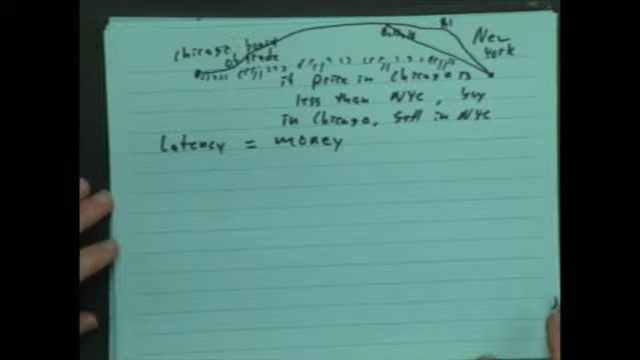 New
Chicago board
York
of trade
if price in Chicago is
less than NYC, buy
in Chicago, sell in NYC
Latency = money